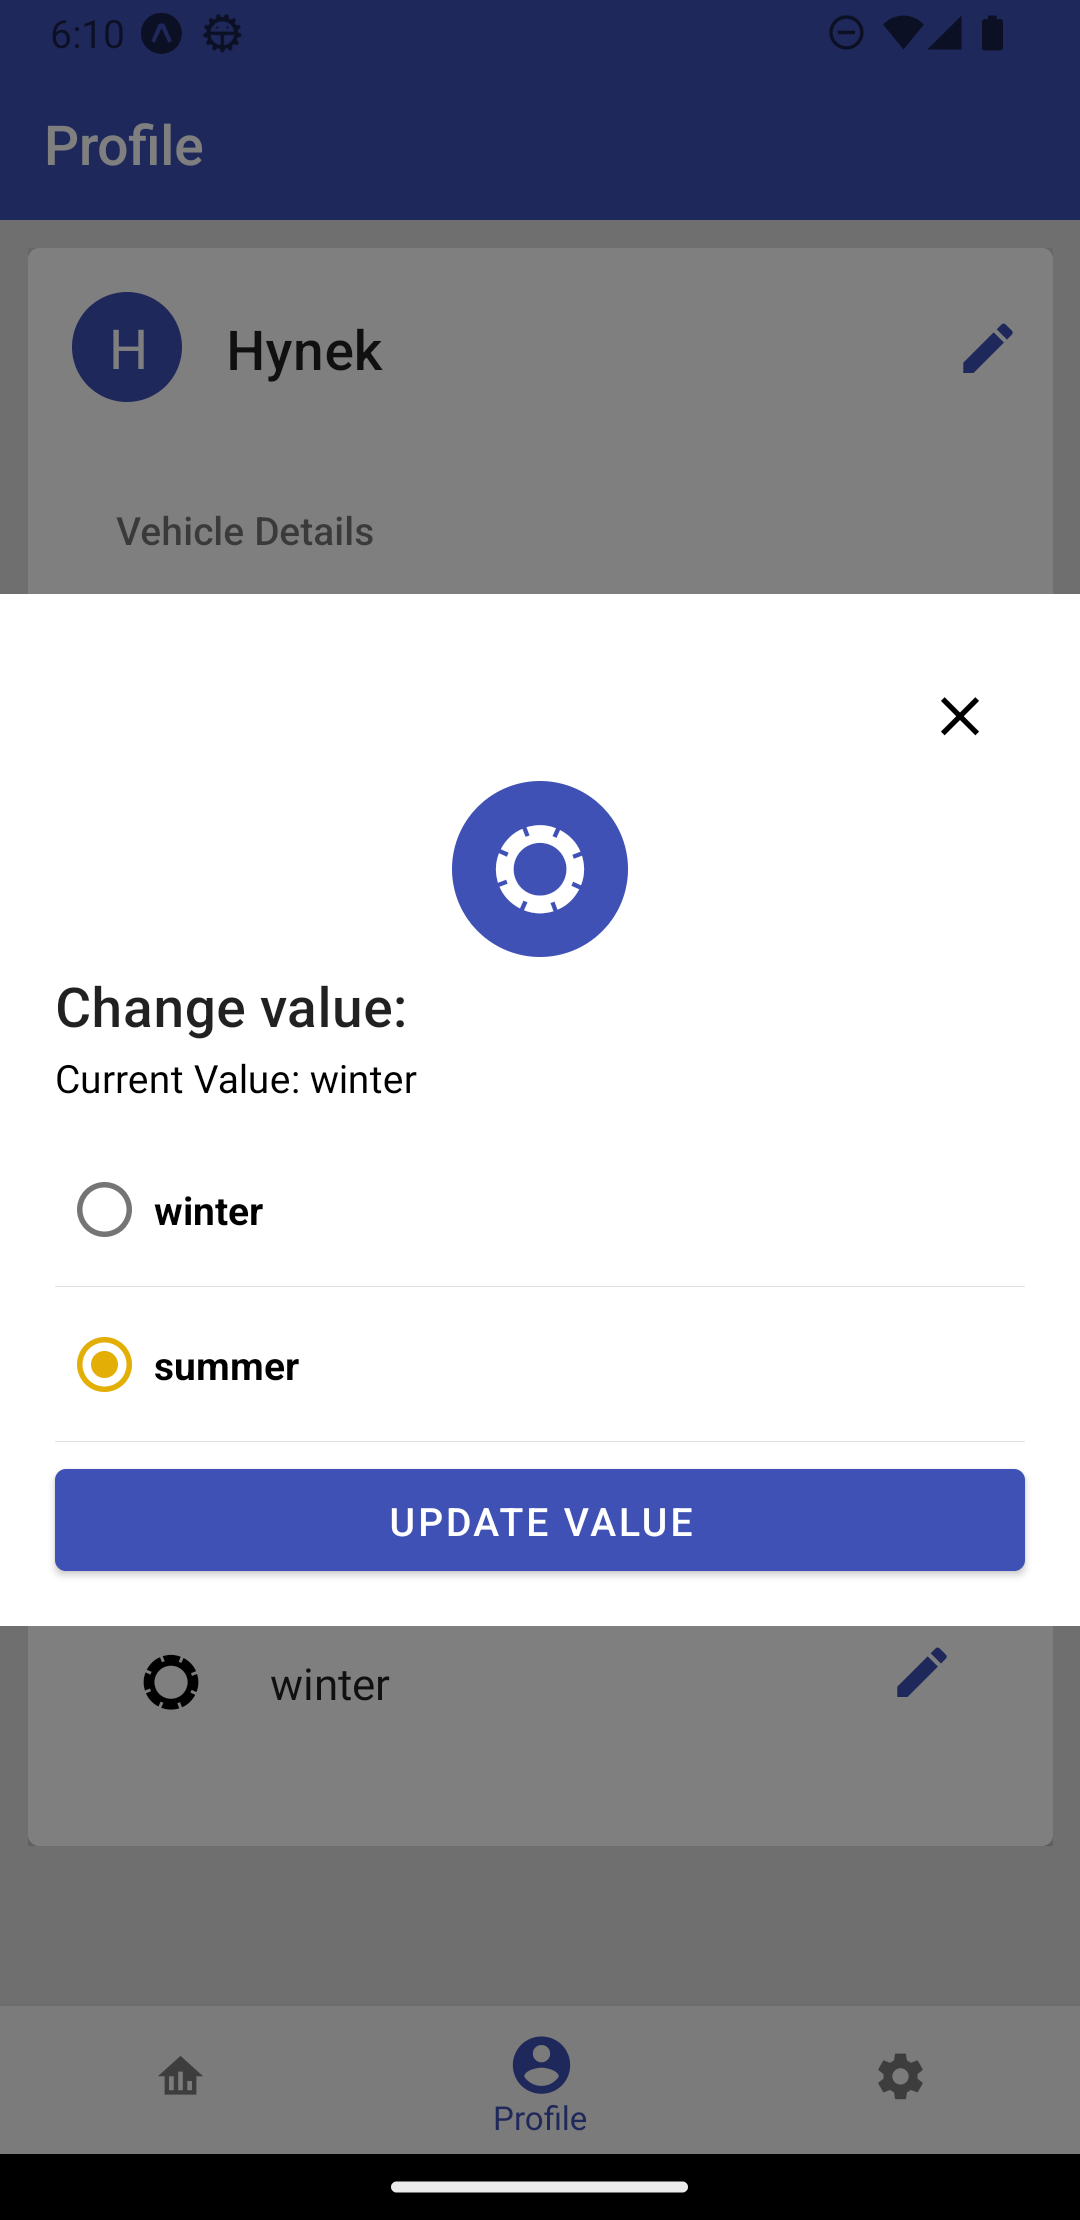 6:10
Profile
H
Hynek
Vehicle Details
Change value:
Current Value: winter
winter
summer
UPDATE VALUE
winter
Profile